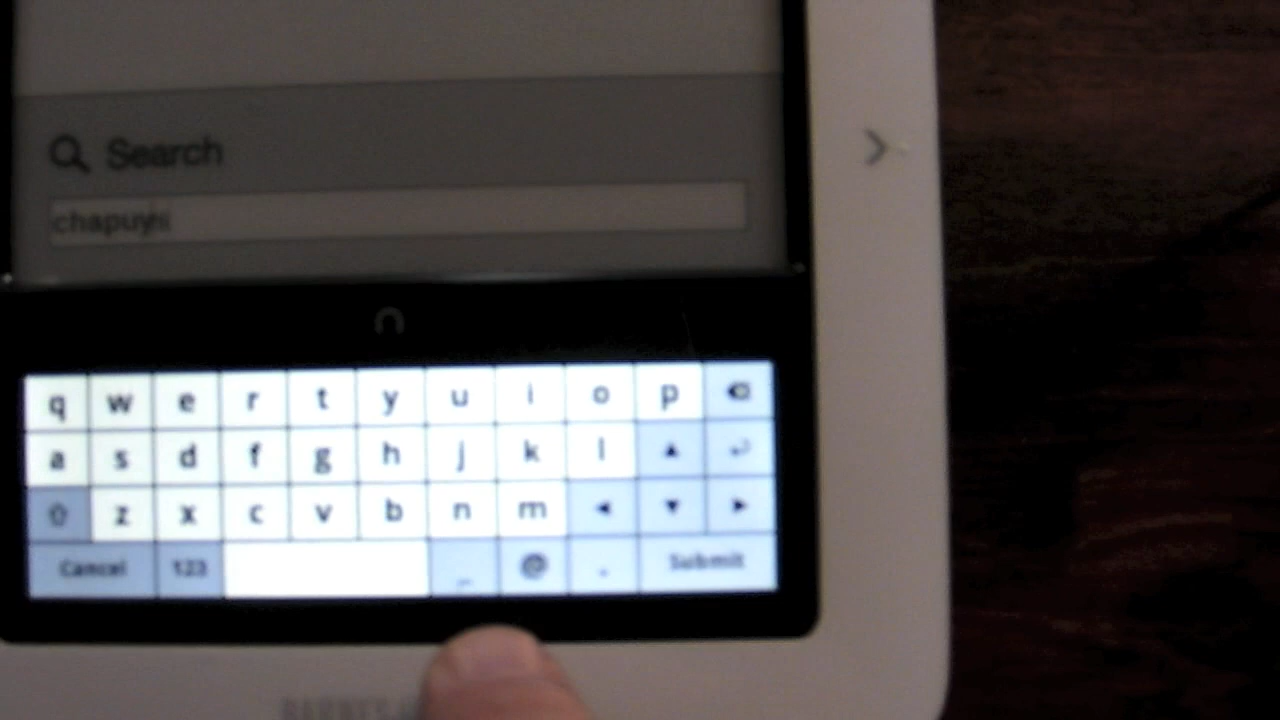 Search
chapuys
q w e r t y u i o p
a s d f g h j k l
z x c v b n m
Cancel 123 _ @ . Submit